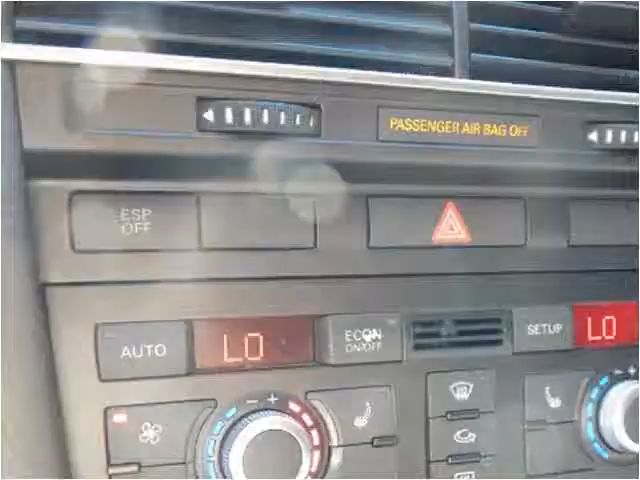 PASSENGER AIR BAG OFF
ESP
OFF
AUTO
LO
ECON
ON/OFF
SETUP
LO
- +
-